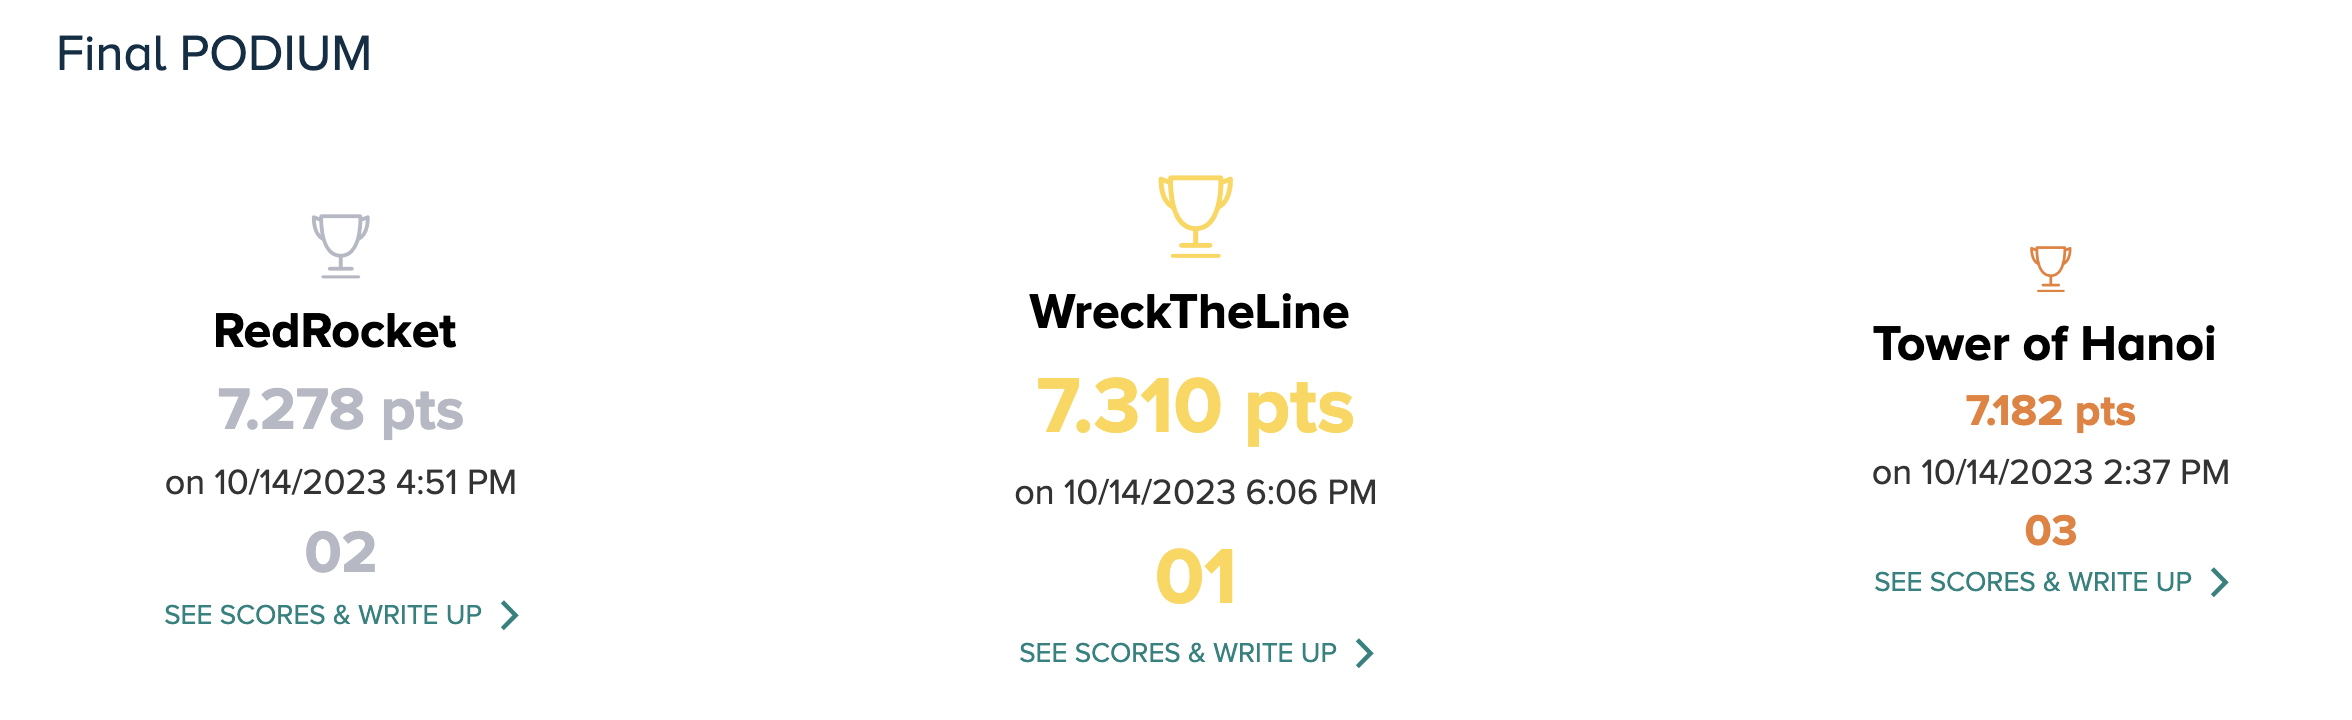 Final PODIUM
RedRocket
7.278 pts
on 10/14/2023 4:51 PM
02
SEE SCORES & WRITE UP
WreckTheLine
7.310 pts
on 10/14/2023 6:06 PM
01
SEE SCORES & WRITE UP
Tower of Hanoi
7.182 pts
on 10/14/2023 2:37 PM
03
SEE SCORES & WRITE UP